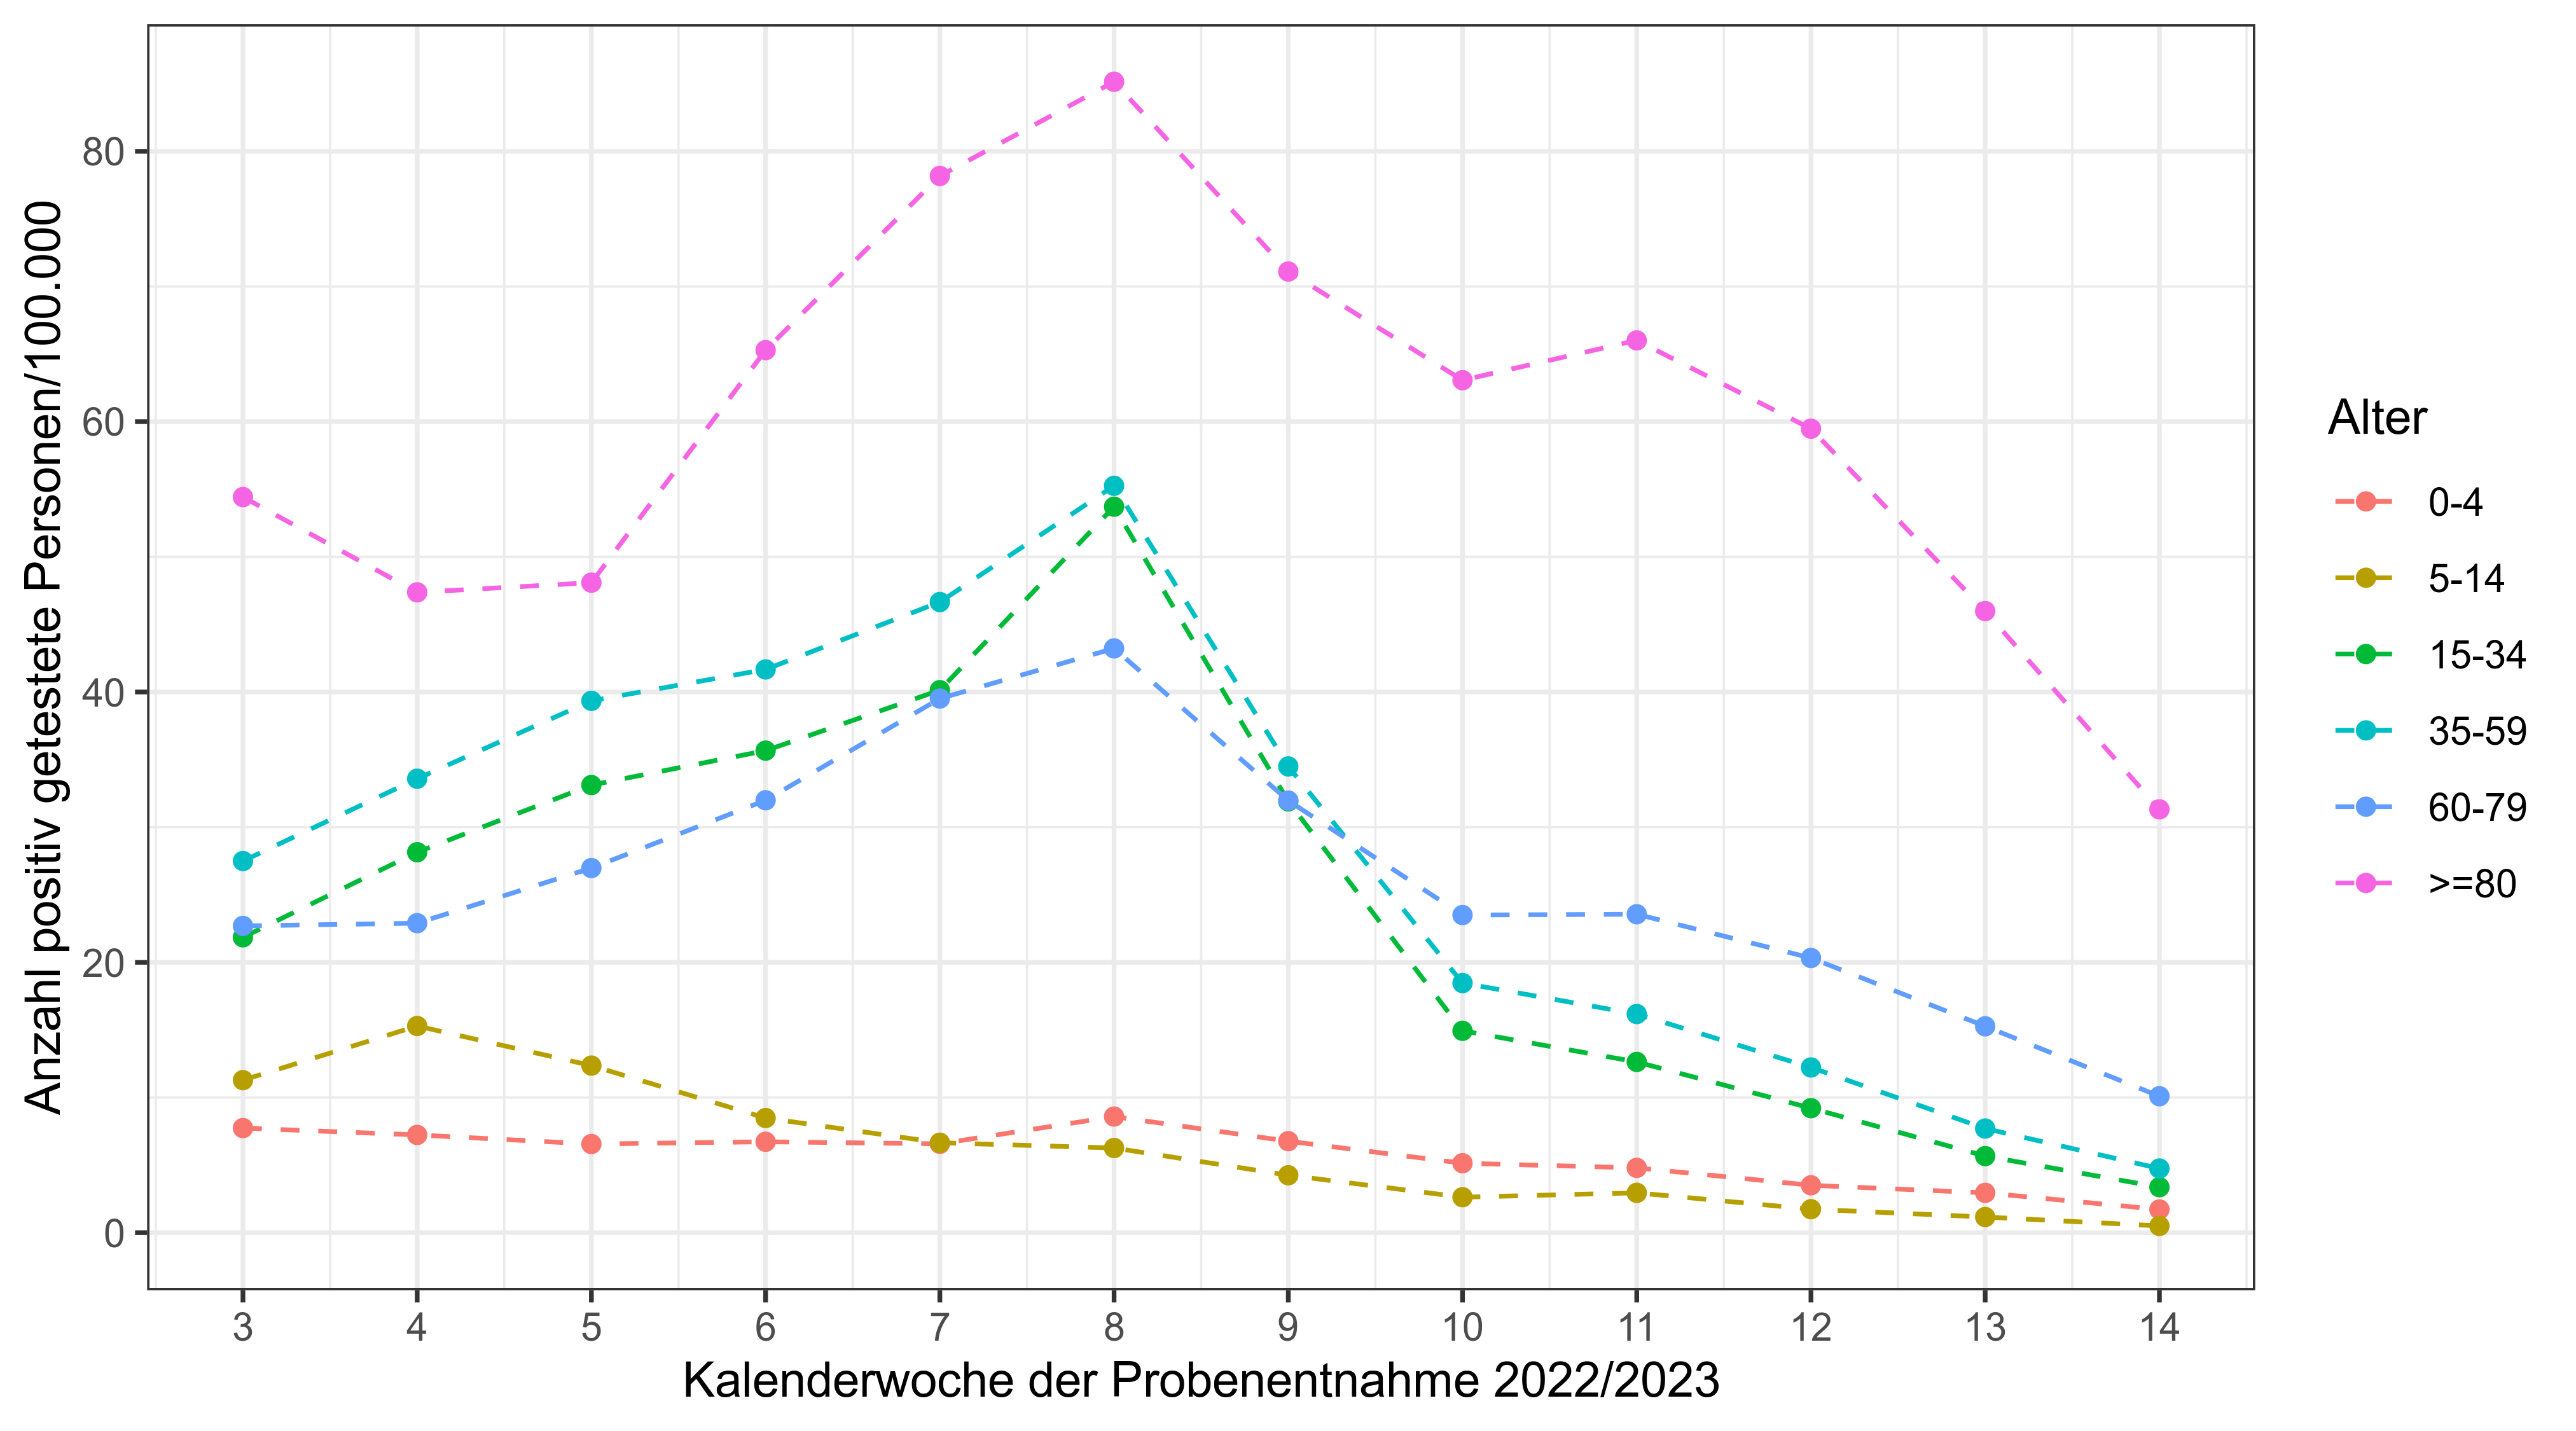 Anzahl positiv getestete Personen/100.000
80
60
40
20
0
3 4 5 6 7 8 9 10 11 12 13 14
Kalenderwoche der Probenentnahme 2022/2023
Alter
0-4
5-14
15-34
35-59
60-79
>=80